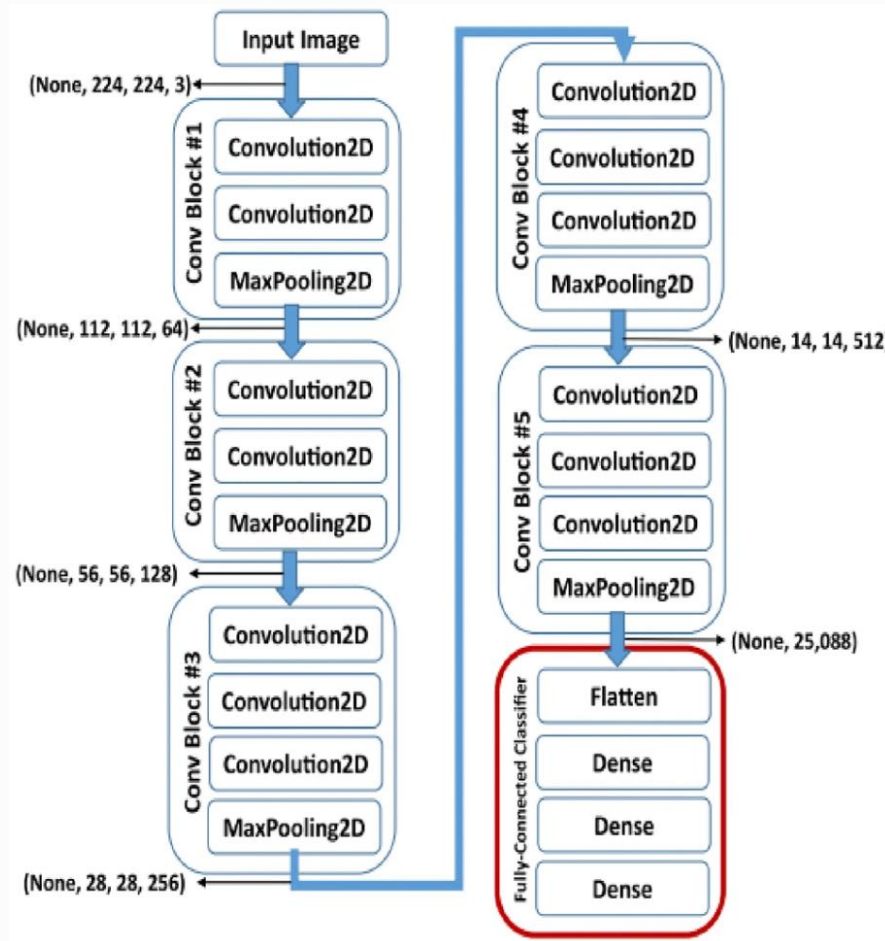 Input Image
(None, 224, 224, 3)
Conv Block #1
Convolution2D
Convolution2D
MaxPooling2D
(None, 112, 112, 64)
Conv Block #2
Convolution2D
Convolution2D
MaxPooling2D
(None, 56, 56, 128)
Conv Block #3
Convolution2D
Convolution2D
Convolution2D
MaxPooling2D
(None, 28, 28, 256)
Conv Block #4
Convolution2D
Convolution2D
Convolution2D
MaxPooling2D
(None, 14, 14, 512
Conv Block #5
Convolution2D
Convolution2D
Convolution2D
MaxPooling2D
(None, 25,088)
Fully-Connected Classifier
Flatten
Dense
Dense
Dense